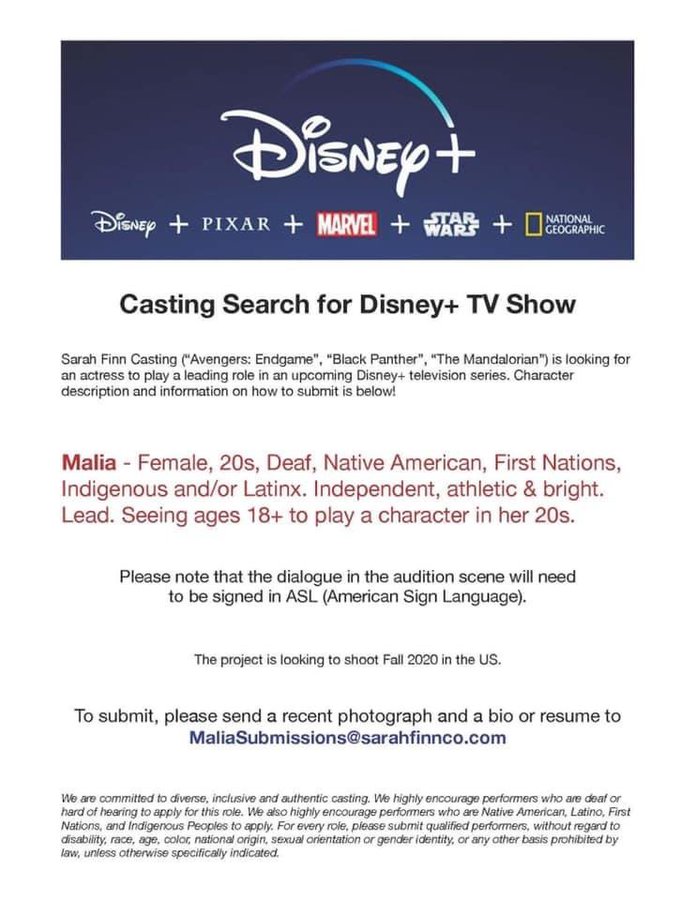 Disney+
Disney + PIXAR + MARVEL + STAR WARS + NATIONAL GEOGRAPHIC
Casting Search for Disney+ TV Show
Sarah Finn Casting (“Avengers: Endgame”, “Black Panther”, “The Mandalorian”) is looking for
an actress to play a leading role in an upcoming Disney+ television series. Character
description and information on how to submit is below!
Malia - Female, 20s, Deaf, Native American, First Nations,
Indigenous and/or Latinx. Independent, athletic & bright.
Lead. Seeing ages 18+ to play a character in her 20s.
Please note that the dialogue in the audition scene will need
to be signed in ASL (American Sign Language).
The project is looking to shoot Fall 2020 in the US.
To submit, please send a recent photograph and a bio or resume to
MaliaSubmissions@sarahfinnco.com
We are committed to diverse, inclusive and authentic casting. We highly encourage performers who are deaf or
hard of hearing to apply for this role. We also highly encourage performers who are Native American, Latino, First
Nations, and Indigenous Peoples to apply. For every role, please submit qualified performers, without regard to
disability, race, age, color, national origin, sexual orientation or gender identity, or any other basis prohibited by
law, unless otherwise specifically indicated.